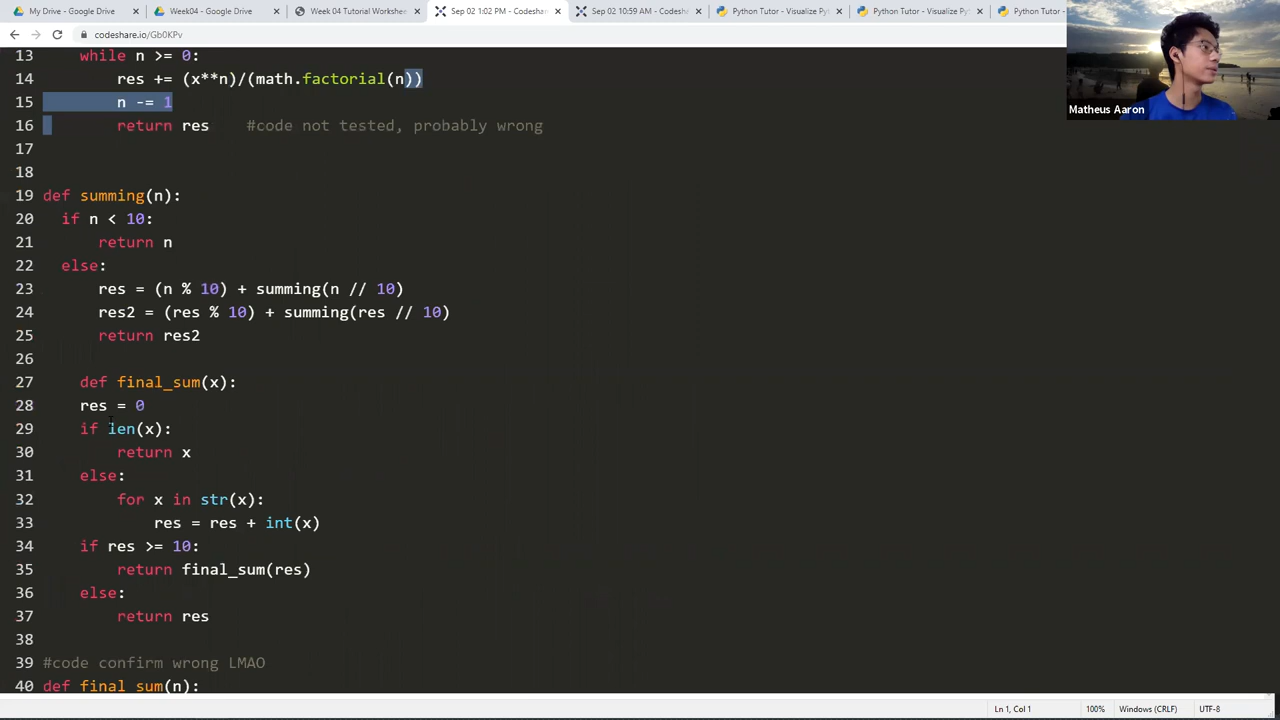 My Drive - Google Drive
Week04 - Google Drive
Week 04 Tutorial Workshe
Sep 02 1:02 PM - Codeshare
Sep 02 10:59 AM - Codeshare
Python Tutor - Visualize Py
Python Tutor - Visualize Pyt
Python Tutor
codeshare.io/Gb0KPv
Matheus Aaron
13 while n >= 0:
14 res += (x**n)/(math.factorial(n))
15 n -= 1
16 return res #code not tested, probably wrong
17
18
19 def summing(n):
20 if n < 10:
21 return n
22 else:
23 res = (n % 10) + summing(n // 10)
24 res2 = (res % 10) + summing(res // 10)
25 return res2
26
27 def final_sum(x):
28 res = 0
29 if len(x):
30 return x
31 else:
32 for x in str(x):
33 res = res + int(x)
34 if res >= 10:
35 return final_sum(res)
36 else:
37 return res
38
39 #code confirm wrong LMAO
40 def final_sum(n):
Ln 1, Col 1
100%
Windows (CRLF)
UTF-8